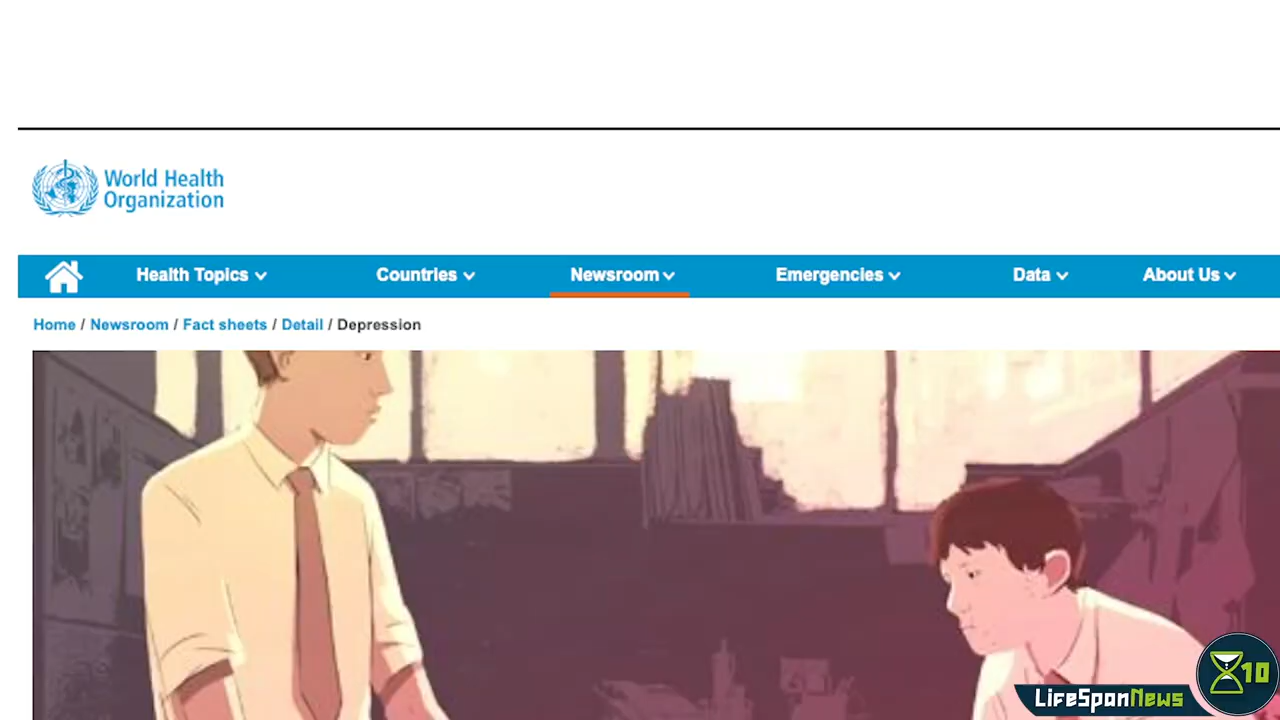 World Health
Organization
Health Topics Countries Newsroom Emergencies Data About Us
Home / Newsroom / Fact sheets / Detail / Depression
10
LifeSpanNews